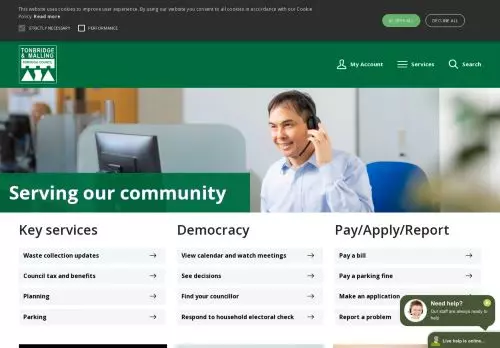 This website uses cookies to improve user experience. By using our website you consent to all cookies in accordance with our Cookie
Policy. Read more
STRICTLY NECESSARY
PERFORMANCE
DECLINE ALL
TONBRIDGE
& MALLING
BOROUGH COUNCIL
My Account
Services
Search
Serving our community
Key services
Waste collection updates
Council tax and benefits
Planning
Parking
Democracy
View calendar and watch meetings
See decisions
Find your councillor
Respond to household electoral check
Pay/Apply/Report
Pay a bill
Pay a parking fine
Make an application
Report a problem
Need help?
Our staff are always ready to
help
Live help is online...